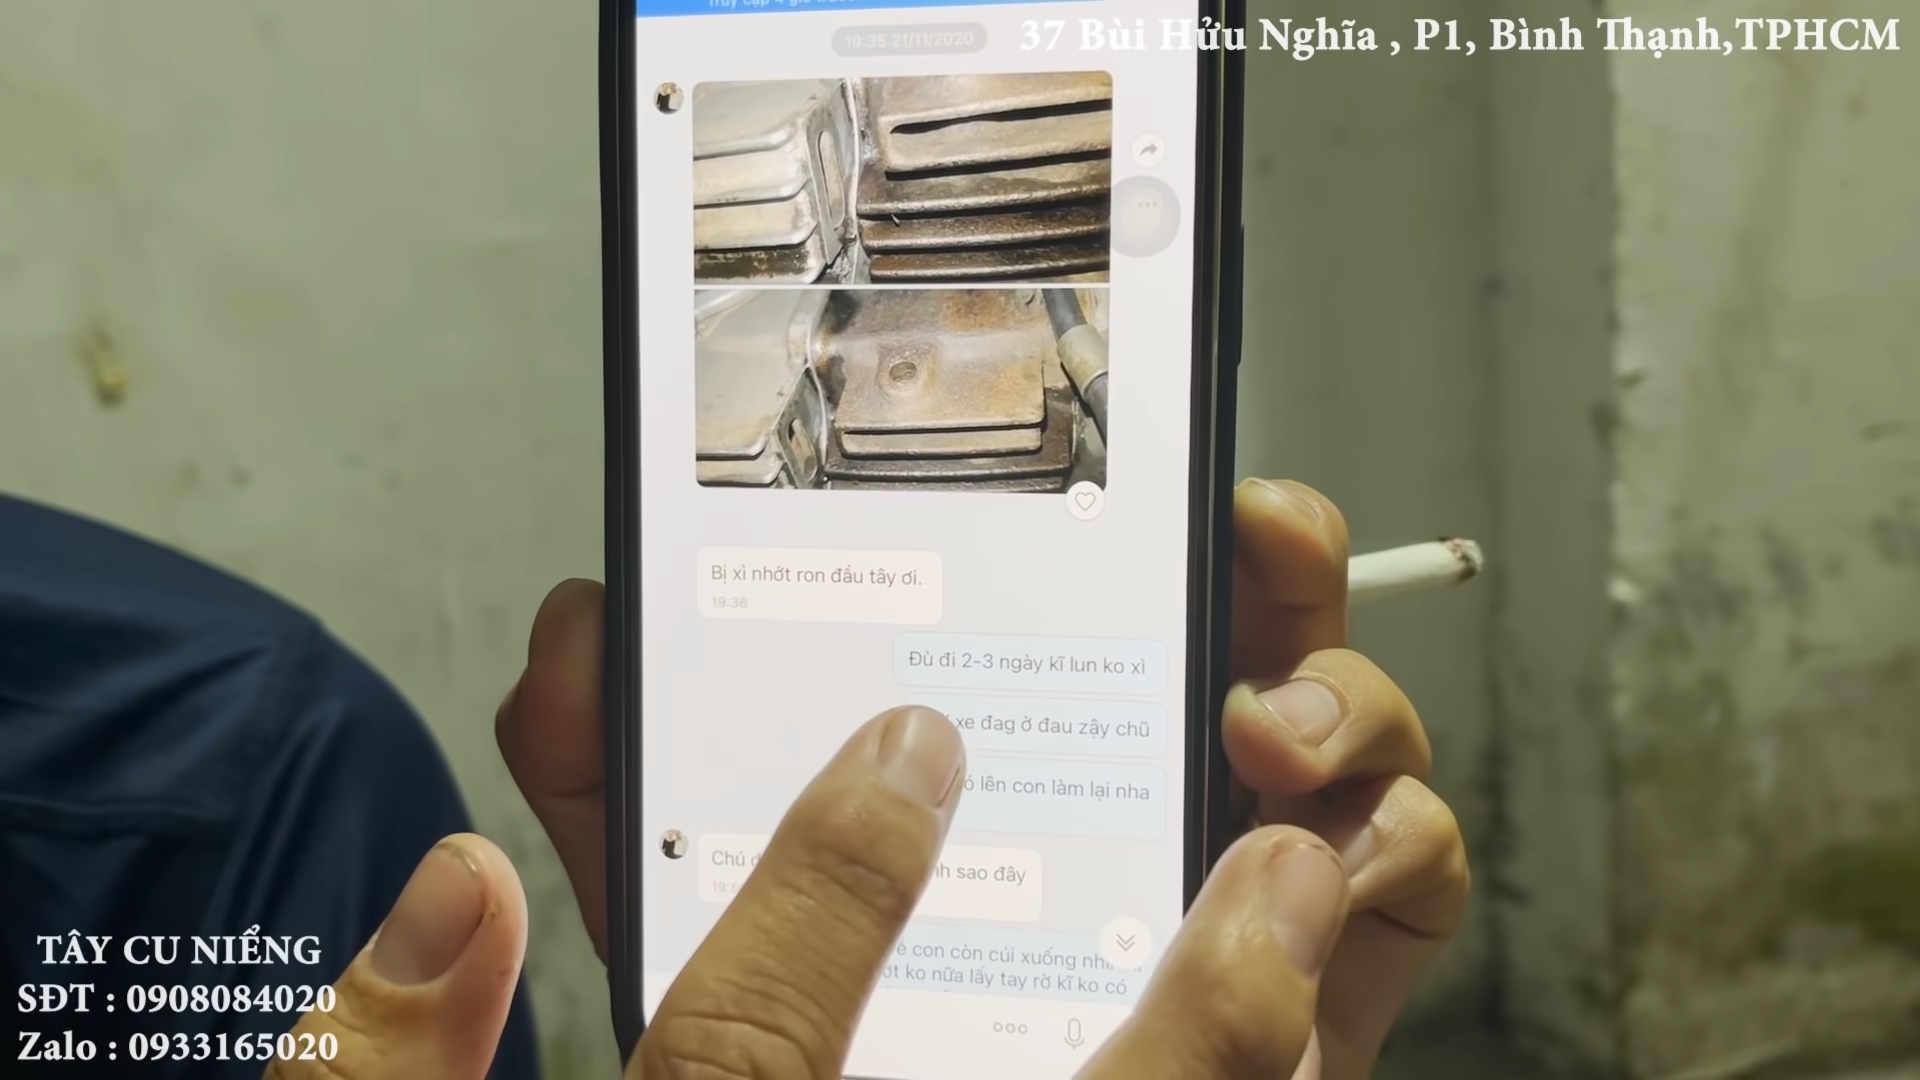 19:35 21/11/2020
37 Bùi Hửu Nghĩa , P1, Bình Thạnh,TPHCM
Bị xì nhớt ron đầu tây ơi.
19:36
Đù đi 2-3 ngày kĩ lun ko xì
xe đag ở đau zậy chũ
lên con làm lại nha
Chú
sao đây
con còn cúi xuống
ko nữa lấy tay rờ kĩ ko có
TÂY CU NIỂNG
SĐT : 0908084020
Zalo : 0933165020